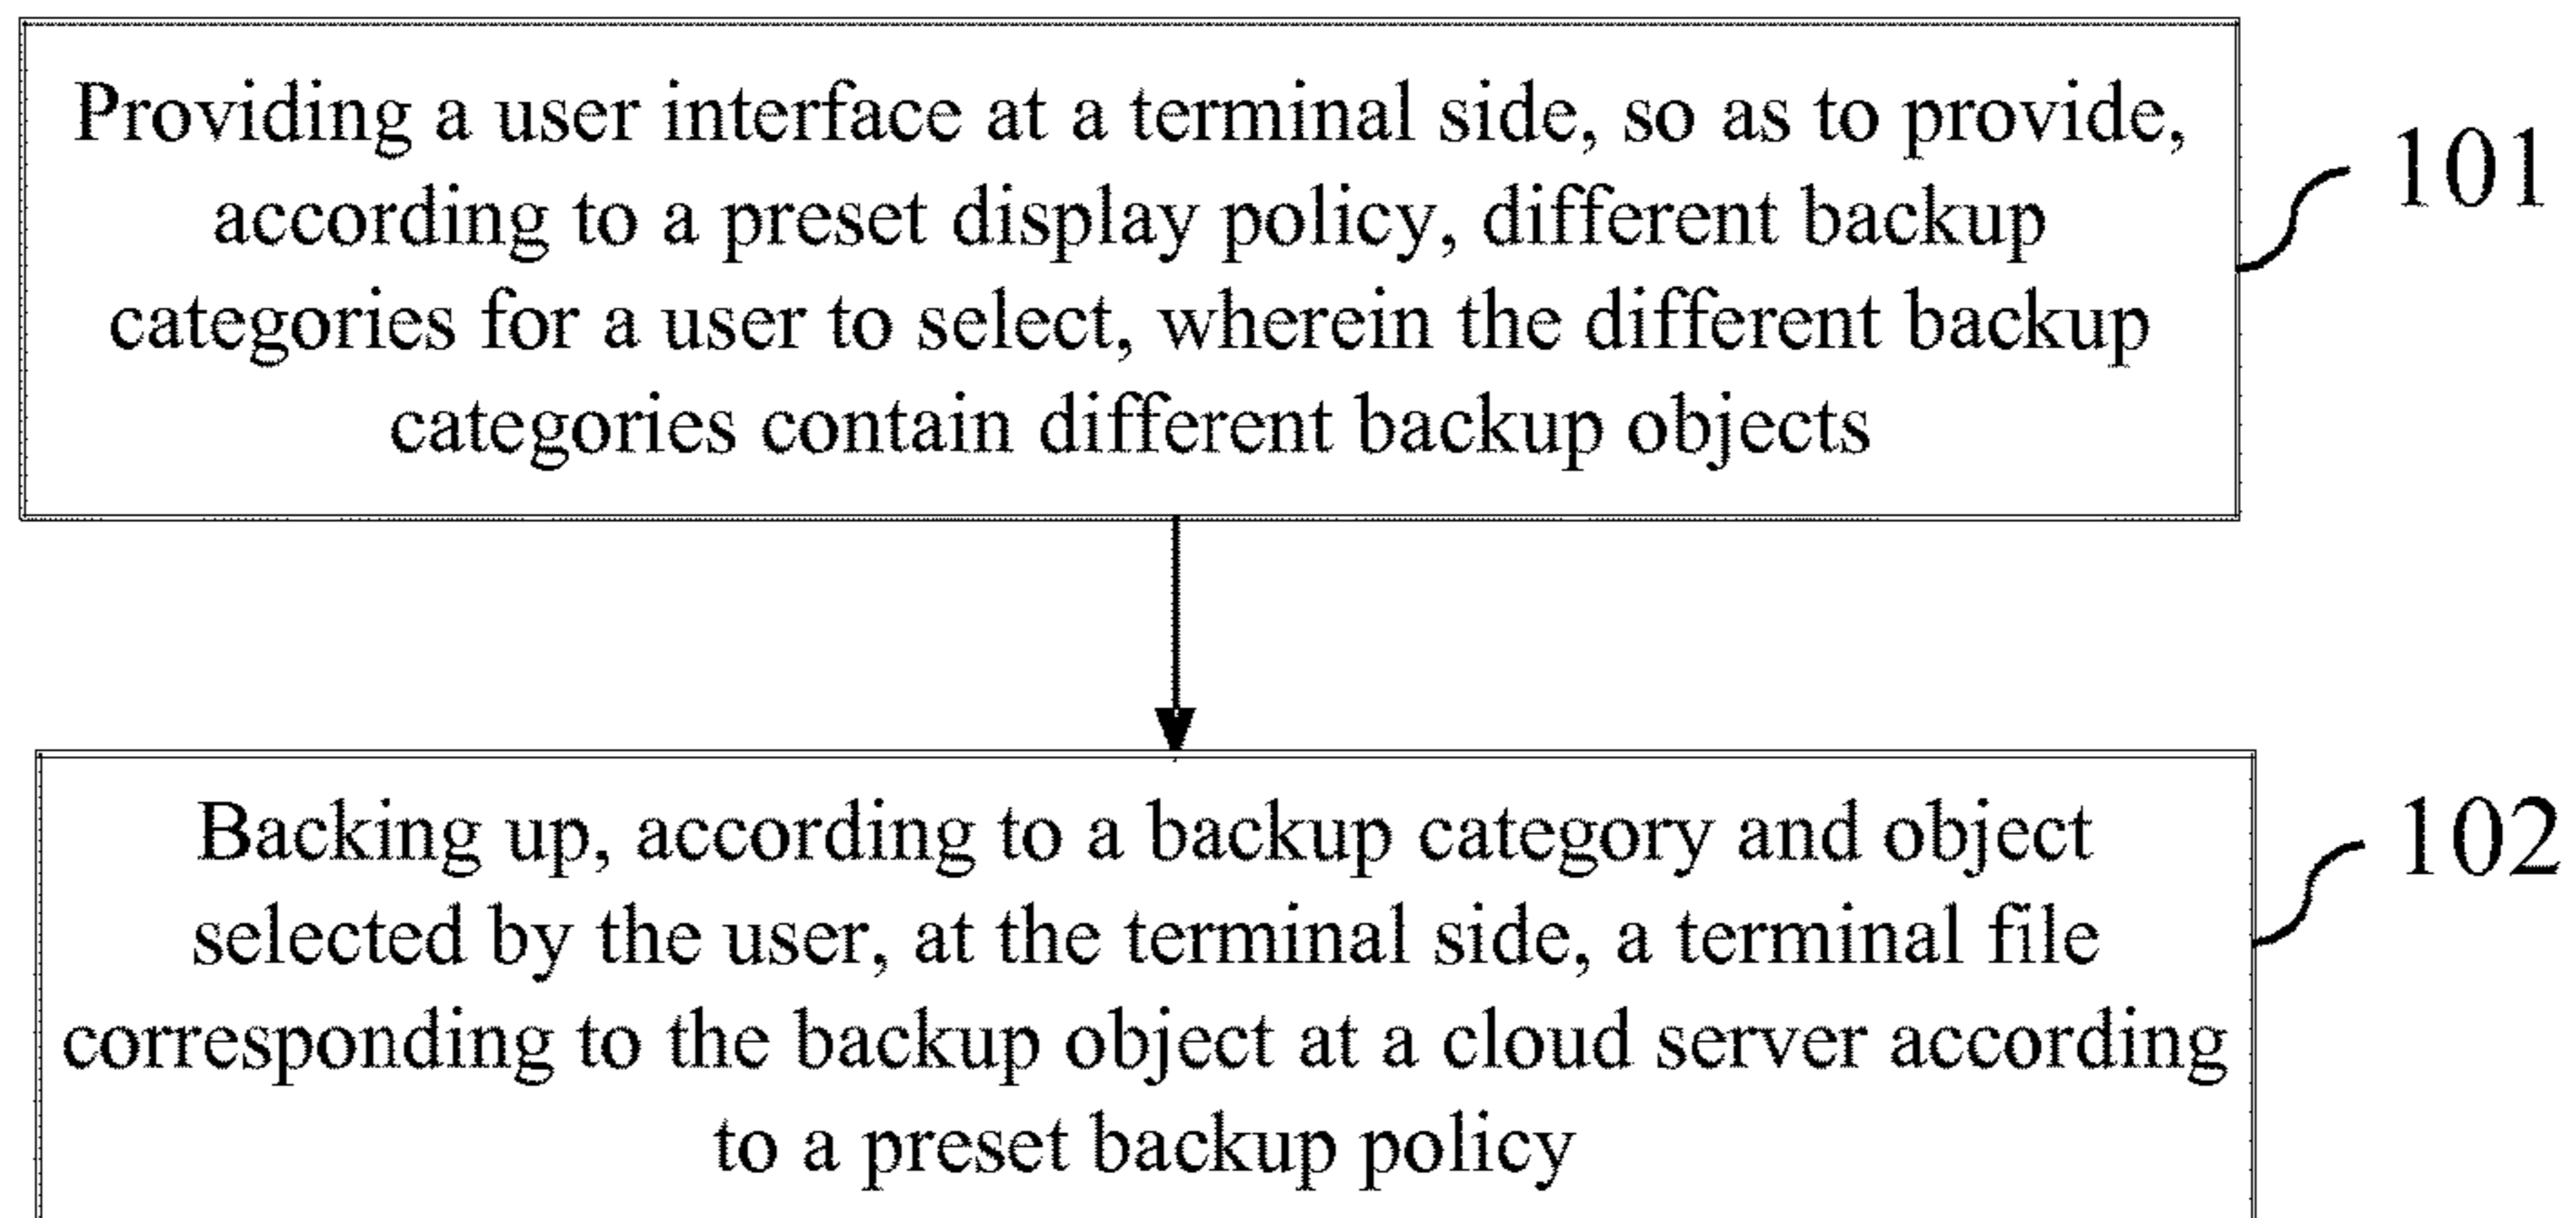 Providing a user interface at a terminal side, so as to provide,
according to a preset display policy, different backup
categories for a user to select, wherein the different backup
categories contain different backup objects
101
Backing up, according to a backup category and object
selected by the user, at the terminal side, a terminal file
corresponding to the backup object at a cloud server according
to a preset backup policy
102